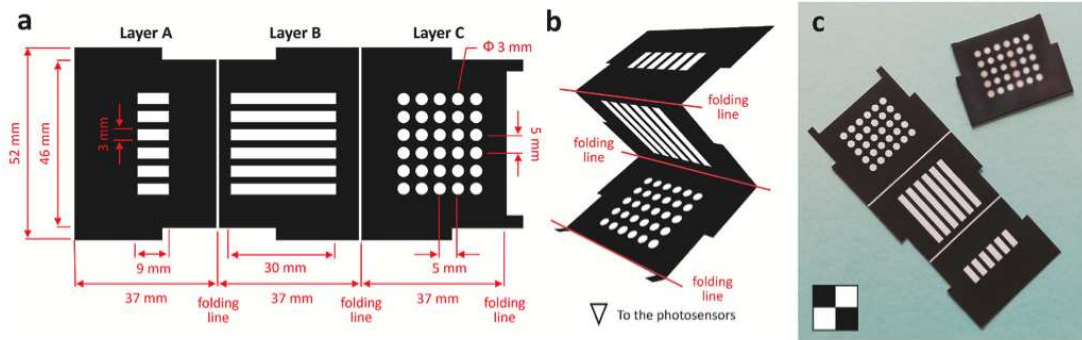 a
Layer A
Layer B
Layer C
Φ 3 mm
52 mm
46 mm
3 mm
5 mm
9 mm
30 mm
5 mm
37 mm
folding
line
37 mm
folding
line
37 mm
folding
line
b
folding
line
folding
line
folding
line
To the photosensors
c